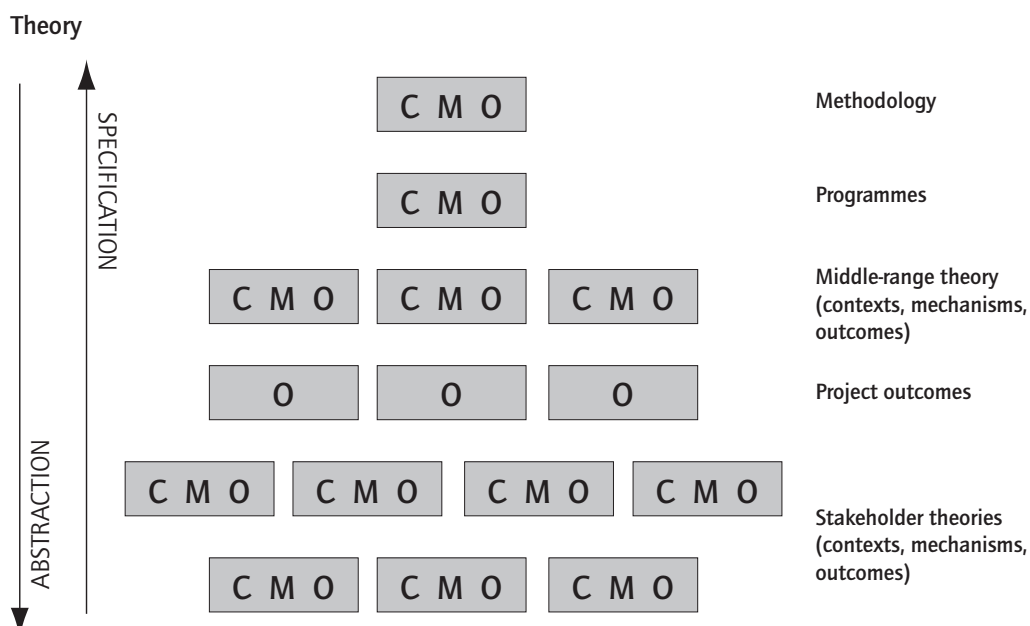 Theory
SPECIFICATION
ABSTRACTION
C M O
Methodology
C M O
Programmes
C M O
C M O
C M O
Middle-range theory
(contexts, mechanisms,
outcomes)
O
O
O
Project outcomes
C M O
C M O
C M O
C M O
C M O
C M O
C M O
Stakeholder theories
(contexts, mechanisms,
outcomes)